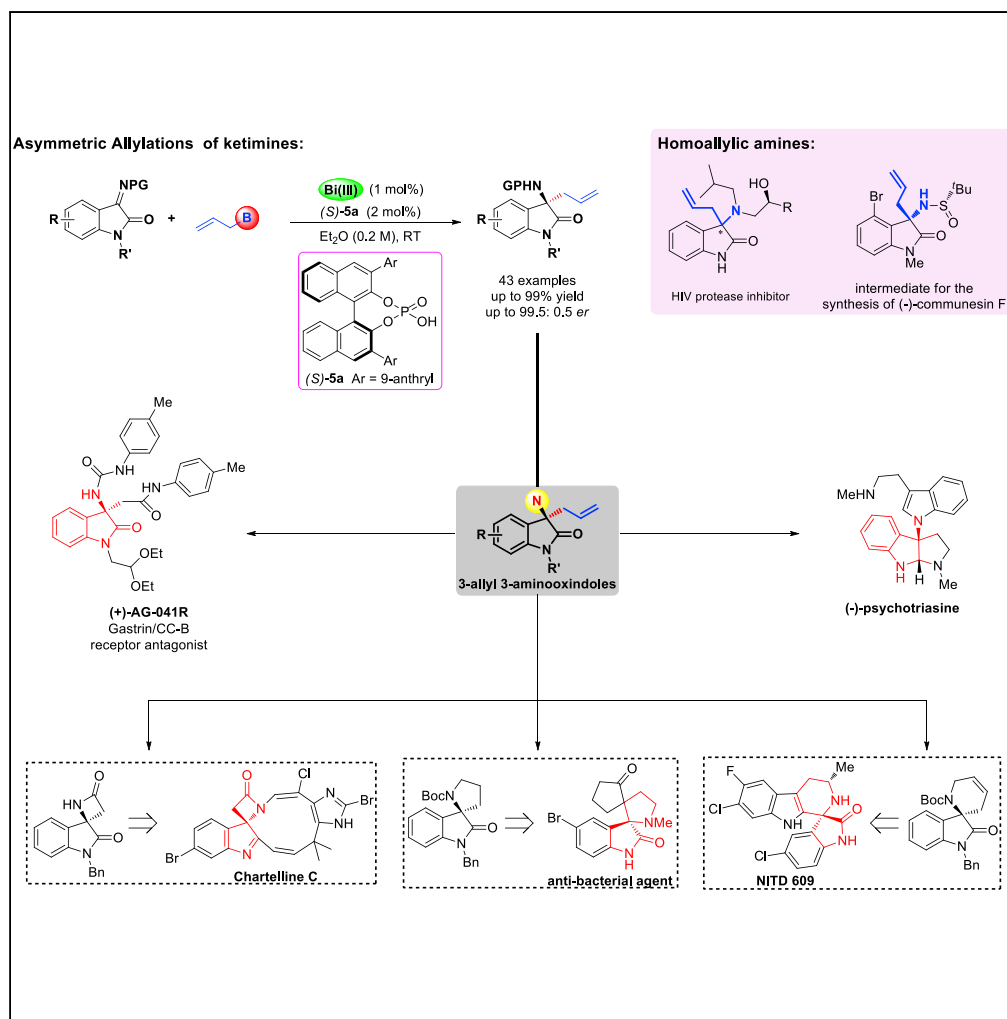 Asymmetric Allylations of ketimines:
NPG
R
O
N
R'
+
B
Bi(III) (1 mol%)
(S)-5a (2 mol%)
Et2O (0.2 M), RT
Ar
O
O
P
O
OH
Ar
(S)-5a Ar = 9-anthryl
GPHN
R
O
N
R'
43 examples
up to 99% yield
up to 99.5: 0.5 er
Homoallylic amines:
OH
N
R
*
O
N
H
HIV protease inhibitor
Br
H
N
tBu
S
O
O
N
Me
intermediate for the
synthesis of (-)-communesin F
Me
O
NH
HN
HN
Me
O
O
N
OEt
OEt
(+)-AG-041R
Gastrin/CC-B
receptor antagonist
N
R
O
N
R'
3-allyl 3-aminooxindoles
MeHN
N
N
H
H
N
Me
(-)-psychotriasine
O
HN
O
N
Bn
O
Cl
N
N
Br
NH
Br
N
Chartelline C
BocN
O
N
Bn
O
Br
NMe
O
N
H
anti-bacterial agent
F
Me
Cl
NH
N
H
O
Cl
N
H
NITD 609
BocN
O
N
Bn